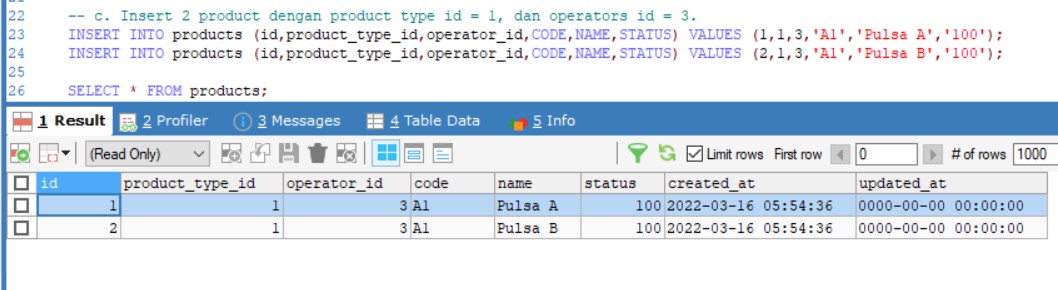 22 -- c. Insert 2 product dengan product type id = 1, dan operators id = 3.
23 INSERT INTO products (id,product_type_id,operator_id,CODE,NAME,STATUS) VALUES (1,1,3,'A1','Pulsa A','100');
24 INSERT INTO products (id,product_type_id,operator_id,CODE,NAME,STATUS) VALUES (2,1,3,'A1','Pulsa B','100');
25
26 SELECT * FROM products;
1 Result 2 Profiler 3 Messages 4 Table Data 5 Info
(Read Only) Limit rows First row 0 # of rows 1000
id product_type_id operator_id code name status created_at updated_at
1 1 3 A1 Pulsa A 100 2022-03-16 05:54:36 0000-00-00 00:00:00
2 1 3 A1 Pulsa B 100 2022-03-16 05:54:36 0000-00-00 00:00:00